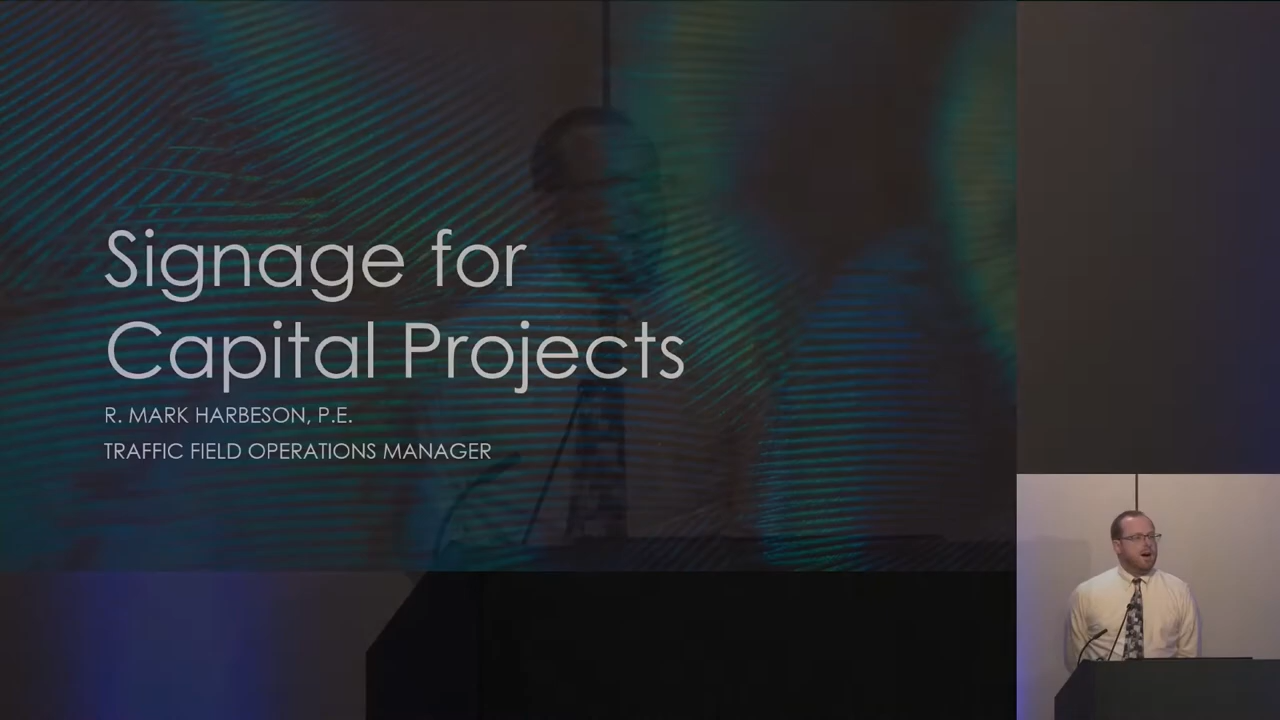 Signage for
Capital Projects
R. MARK HARBESON, P.E.
TRAFFIC FIELD OPERATIONS MANAGER